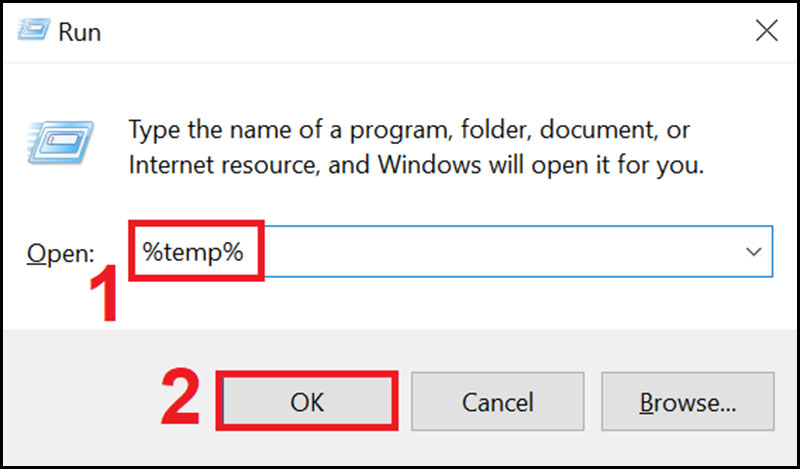 Run
Type the name of a program, folder, document, or
Internet resource, and Windows will open it for you.
Open: %temp%
1
2 OK Cancel Browse...